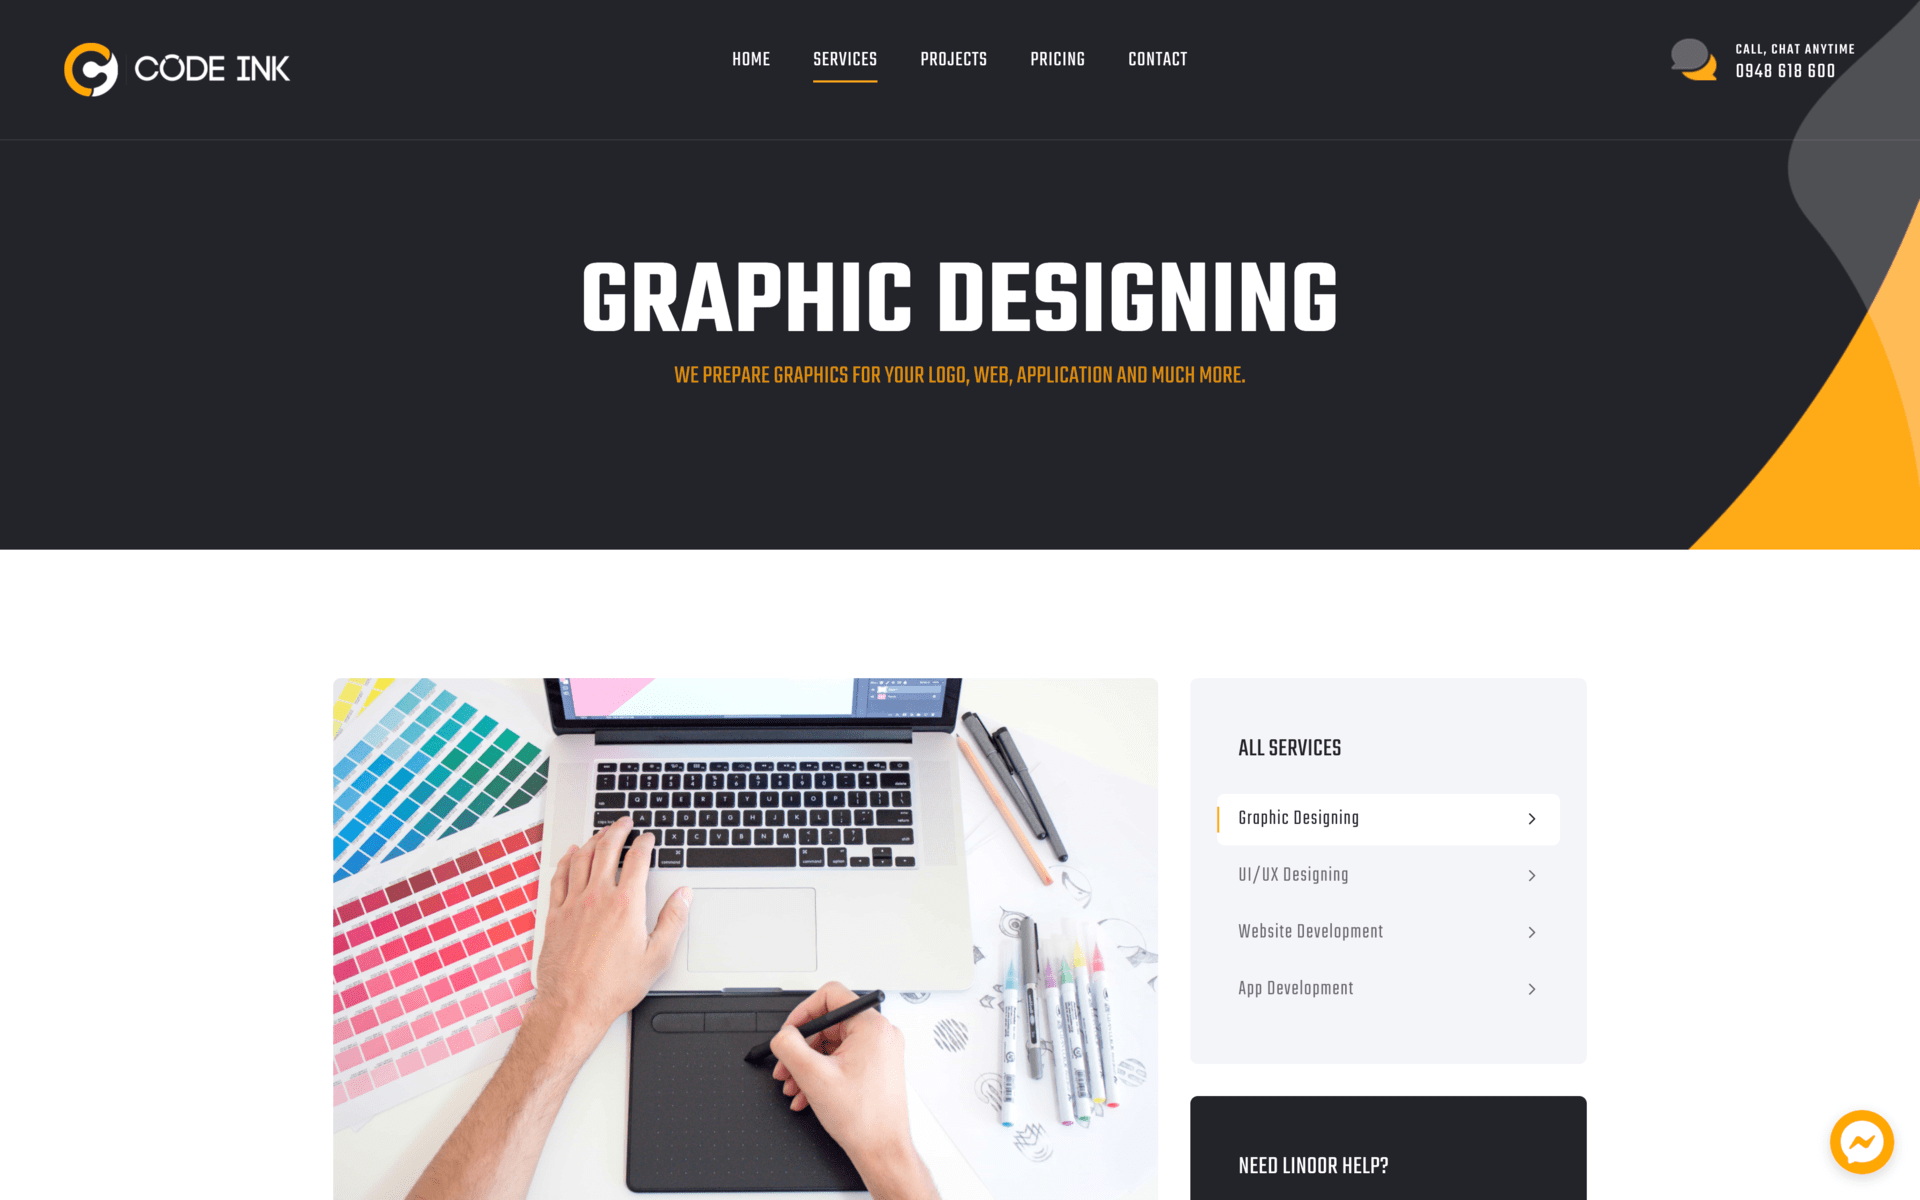 CODE INK
HOME
SERVICES
PROJECTS
PRICING
CONTACT
CALL, CHAT ANYTIME
0948 618 600
GRAPHIC DESIGNING
WE PREPARE GRAPHICS FOR YOUR LOGO, WEB, APPLICATION AND MUCH MORE.
ALL SERVICES
Graphic Designing
UI/UX Designing
Website Development
App Development
NEED LINOOR HELP?